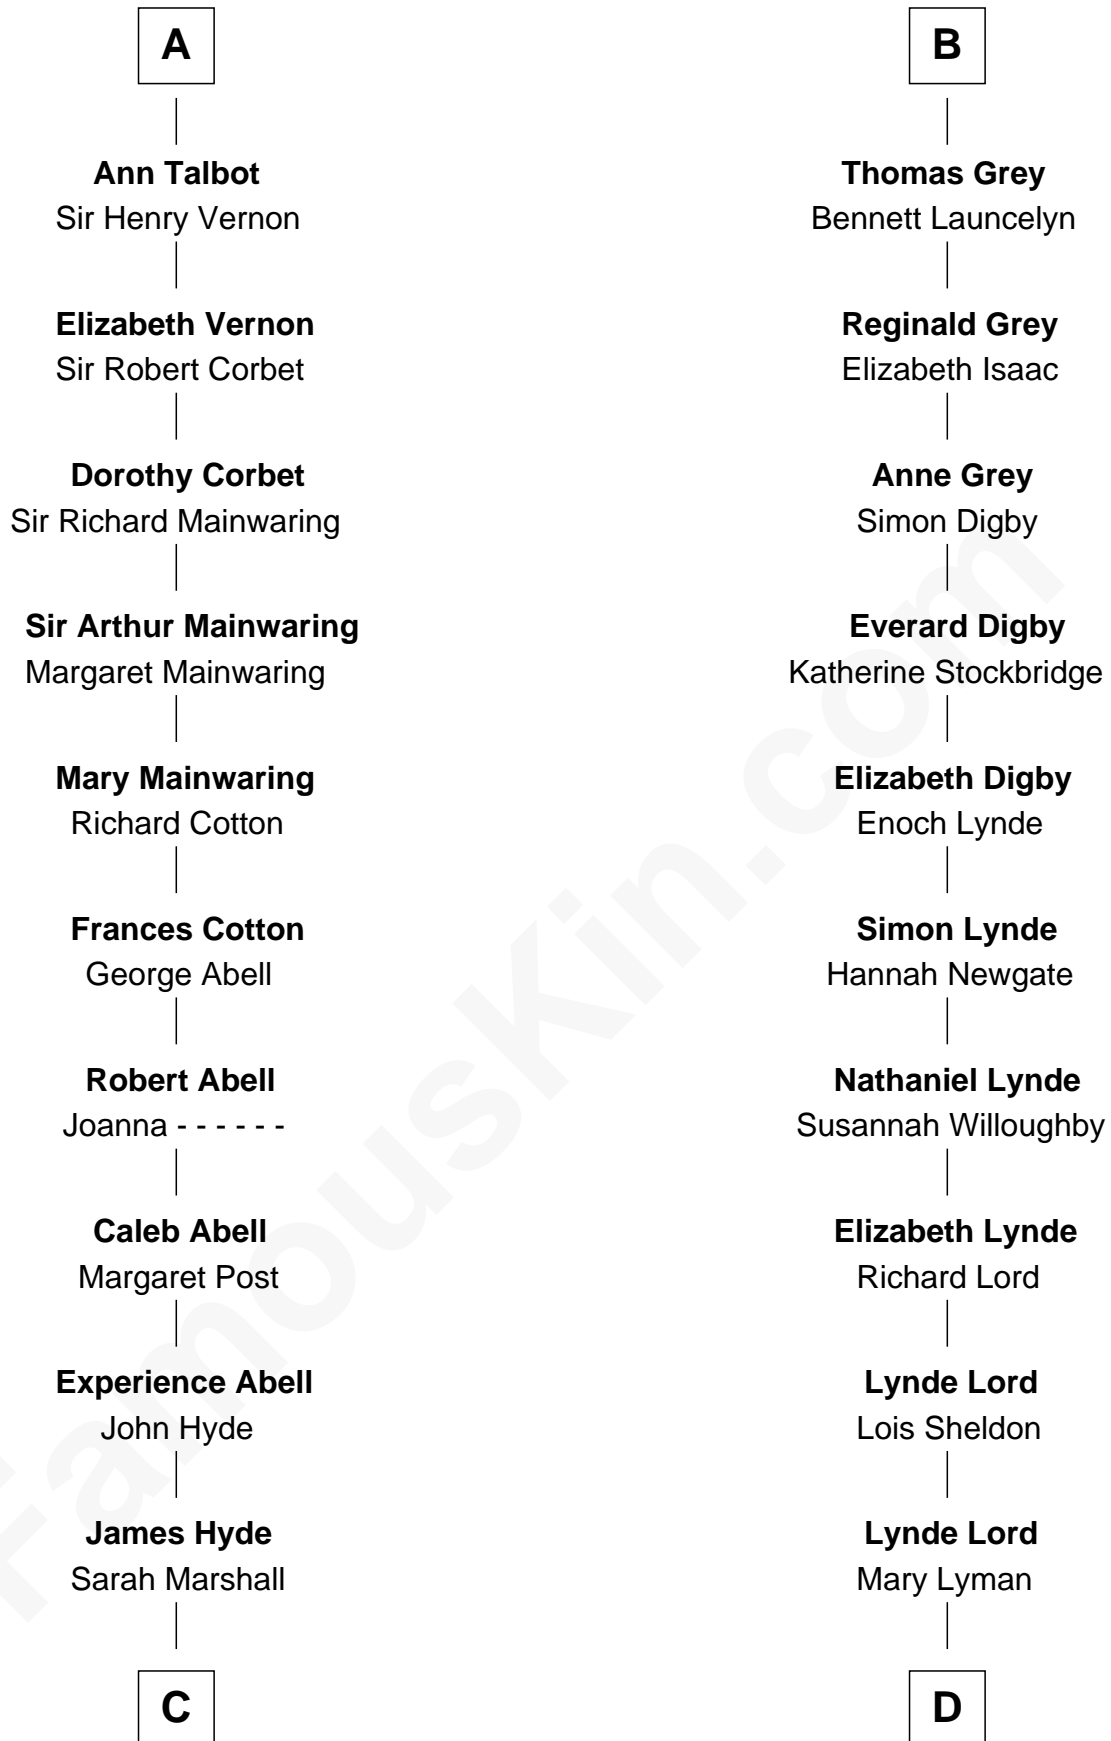 A
Ann Talbot
Sir Henry Vernon
Elizabeth Vernon
Sir Robert Corbet
Dorothy Corbet
Sir Richard Mainwaring
Sir Arthur Mainwaring
Margaret Mainwaring
Mary Mainwaring
Richard Cotton
Frances Cotton
George Abell
Robert Abell
Joanna - - - - - -
Caleb Abell
Margaret Post
Experience Abell
John Hyde
James Hyde
Sarah Marshall
C
B
Thomas Grey
Bennett Launcelyn
Reginald Grey
Elizabeth Isaac
Anne Grey
Simon Digby
Everard Digby
Katherine Stockbridge
Elizabeth Digby
Enoch Lynde
Simon Lynde
Hannah Newgate
Nathaniel Lynde
Susannah Willoughby
Elizabeth Lynde
Richard Lord
Lynde Lord
Lois Sheldon
Lynde Lord
Mary Lyman
D
FamousKin.com